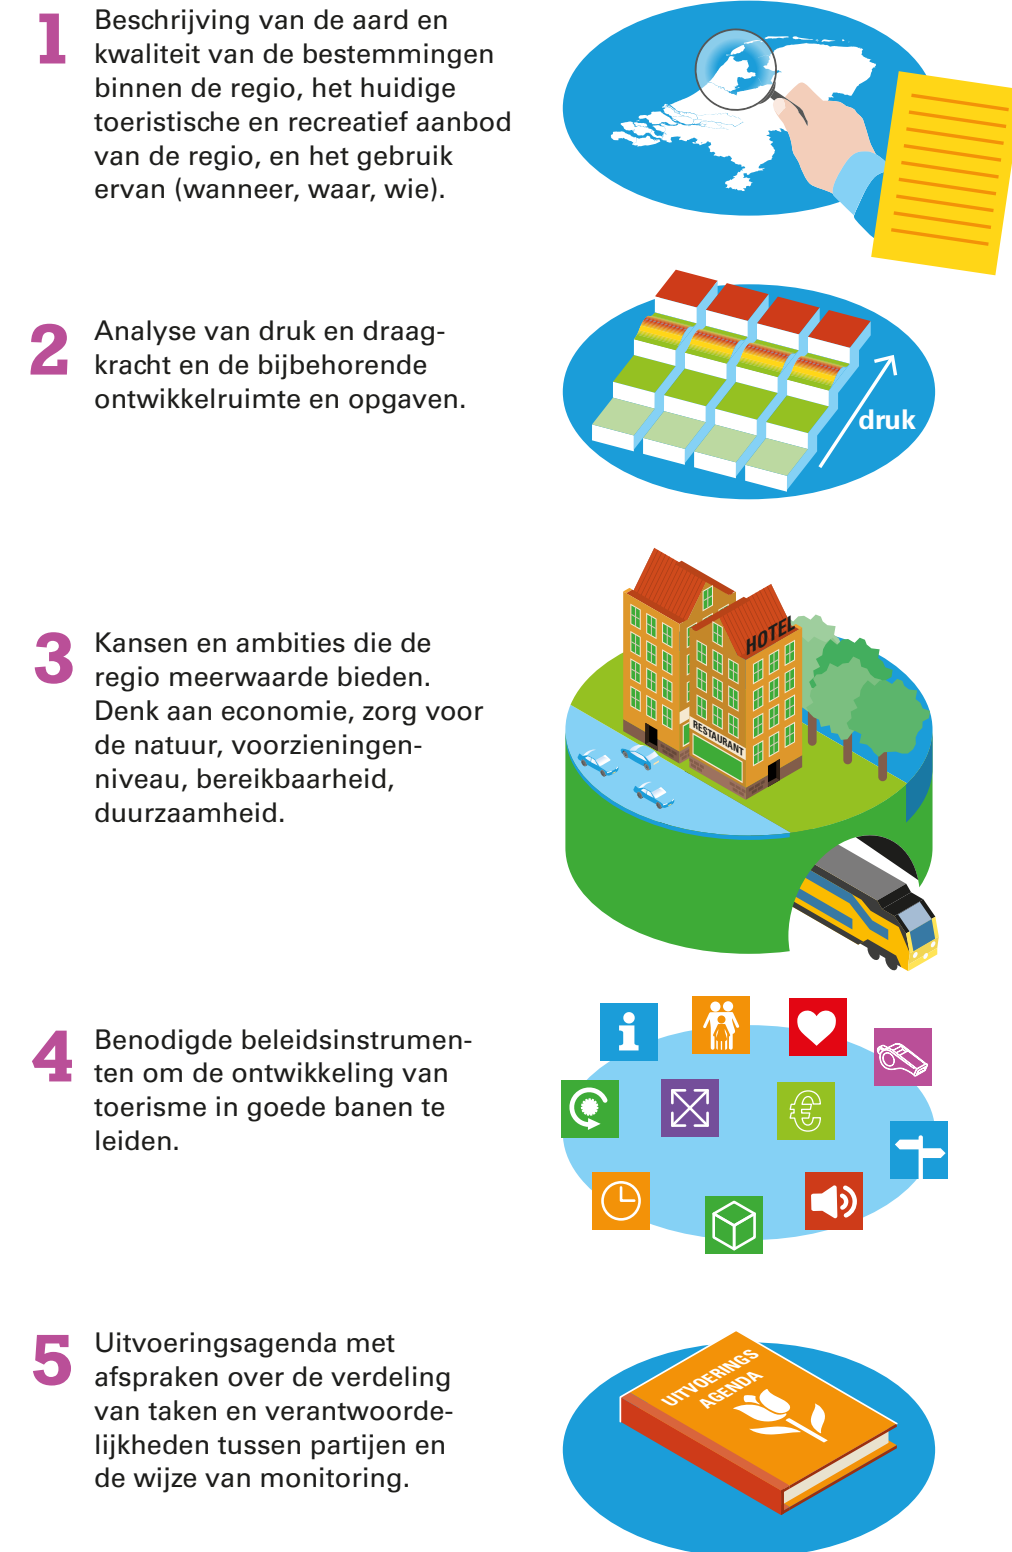 1
Beschrijving van de aard en
kwaliteit van de bestemmingen
binnen de regio, het huidige
toeristische en recreatief aanbod
van de regio, en het gebruik
ervan (wanneer, waar, wie).
2
Analyse van druk en draag-
kracht en de bijbehorende
ontwikkelruimte en opgaven.
druk
3
Kansen en ambities die de
regio meerwaarde bieden.
Denk aan economie, zorg voor
de natuur, voorzieningen-
niveau, bereikbaarheid,
duurzaamheid.
HOTEL
RESTAURANT
4
Benodigde beleidsinstrumen-
ten om de ontwikkeling van
toerisme in goede banen te
leiden.
i
€
5
Uitvoeringsagenda met
afspraken over de verdeling
van taken en verantwoorde-
lijkheden tussen partijen en
de wijze van monitoring.
UITVOERINGS
AGENDA